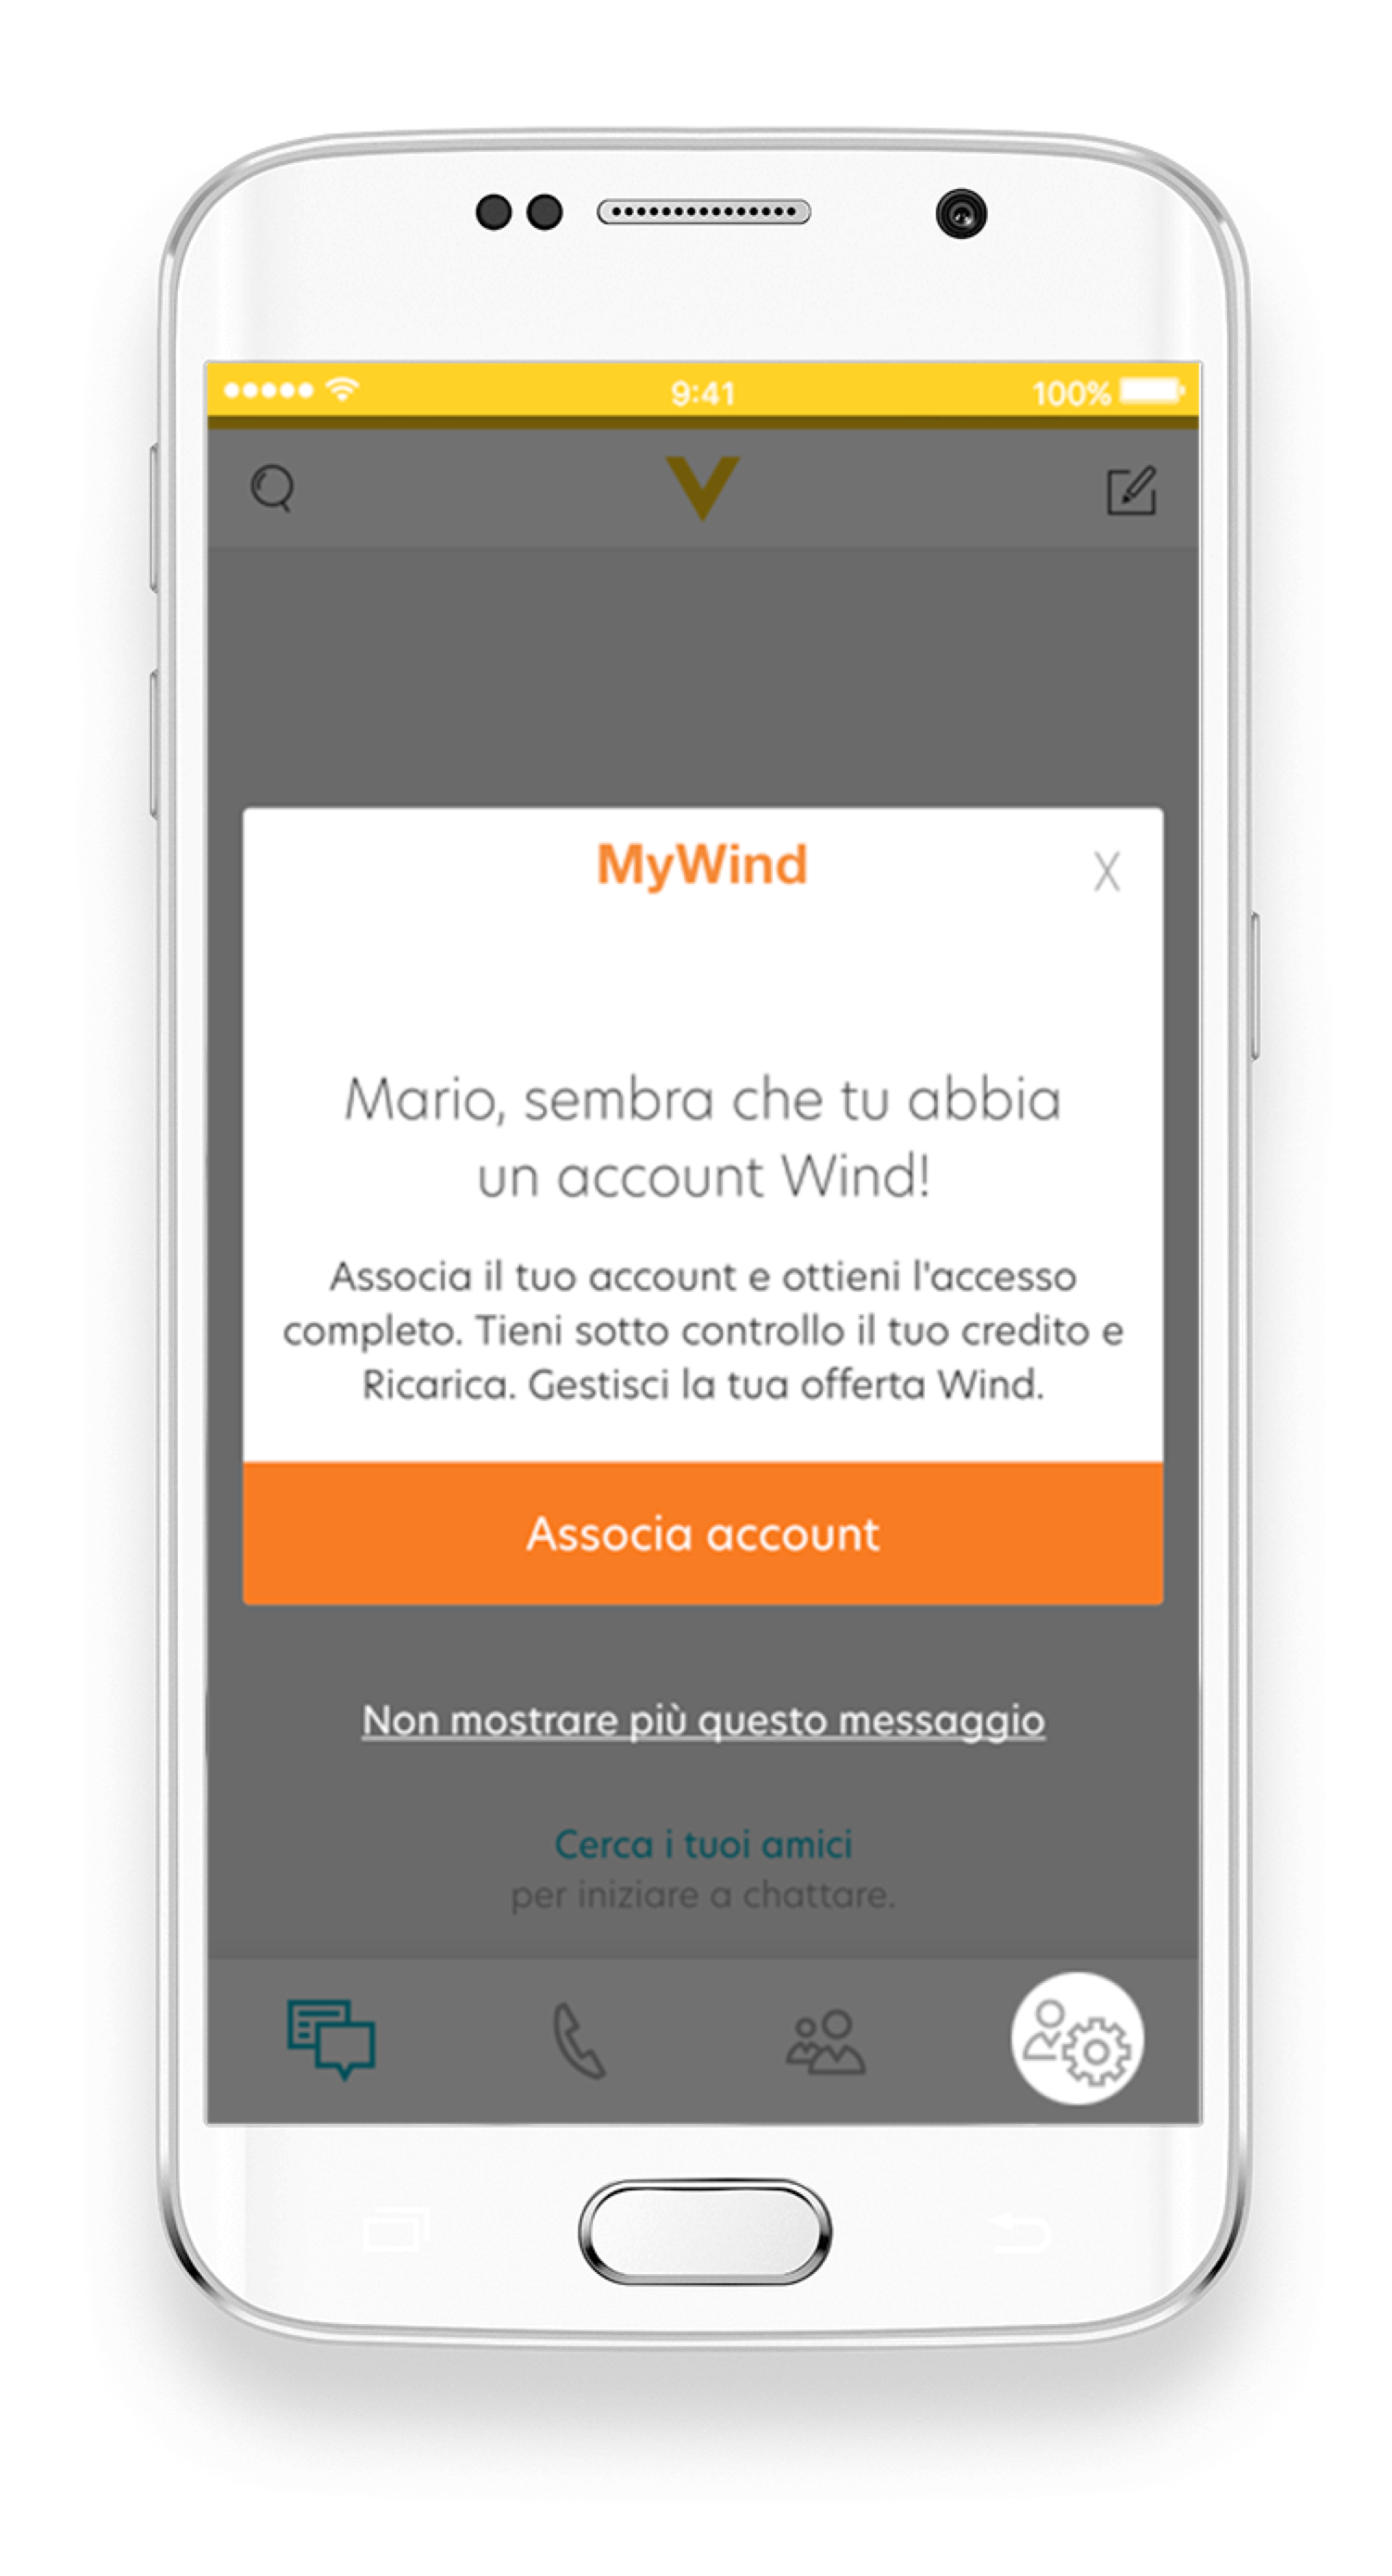 9:41
100%
MyWind
X
Mario, sembra che tu abbia
un account Wind!
Associa il tuo account e ottieni l'accesso
completo. Tieni sotto controllo il tuo credito e
Ricarica. Gestisci la tua offerta Wind.
Associa account
Non mostrare più questo messaggio
Cerca i tuoi amici
per iniziare a chattare.